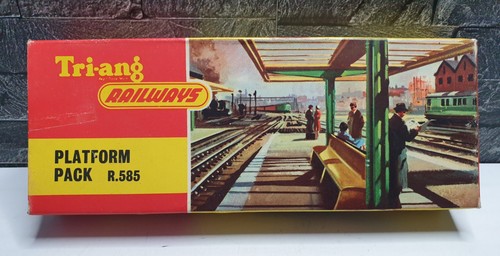 Tri-ang
RAILWAYS
PLATFORM
PACK R.585